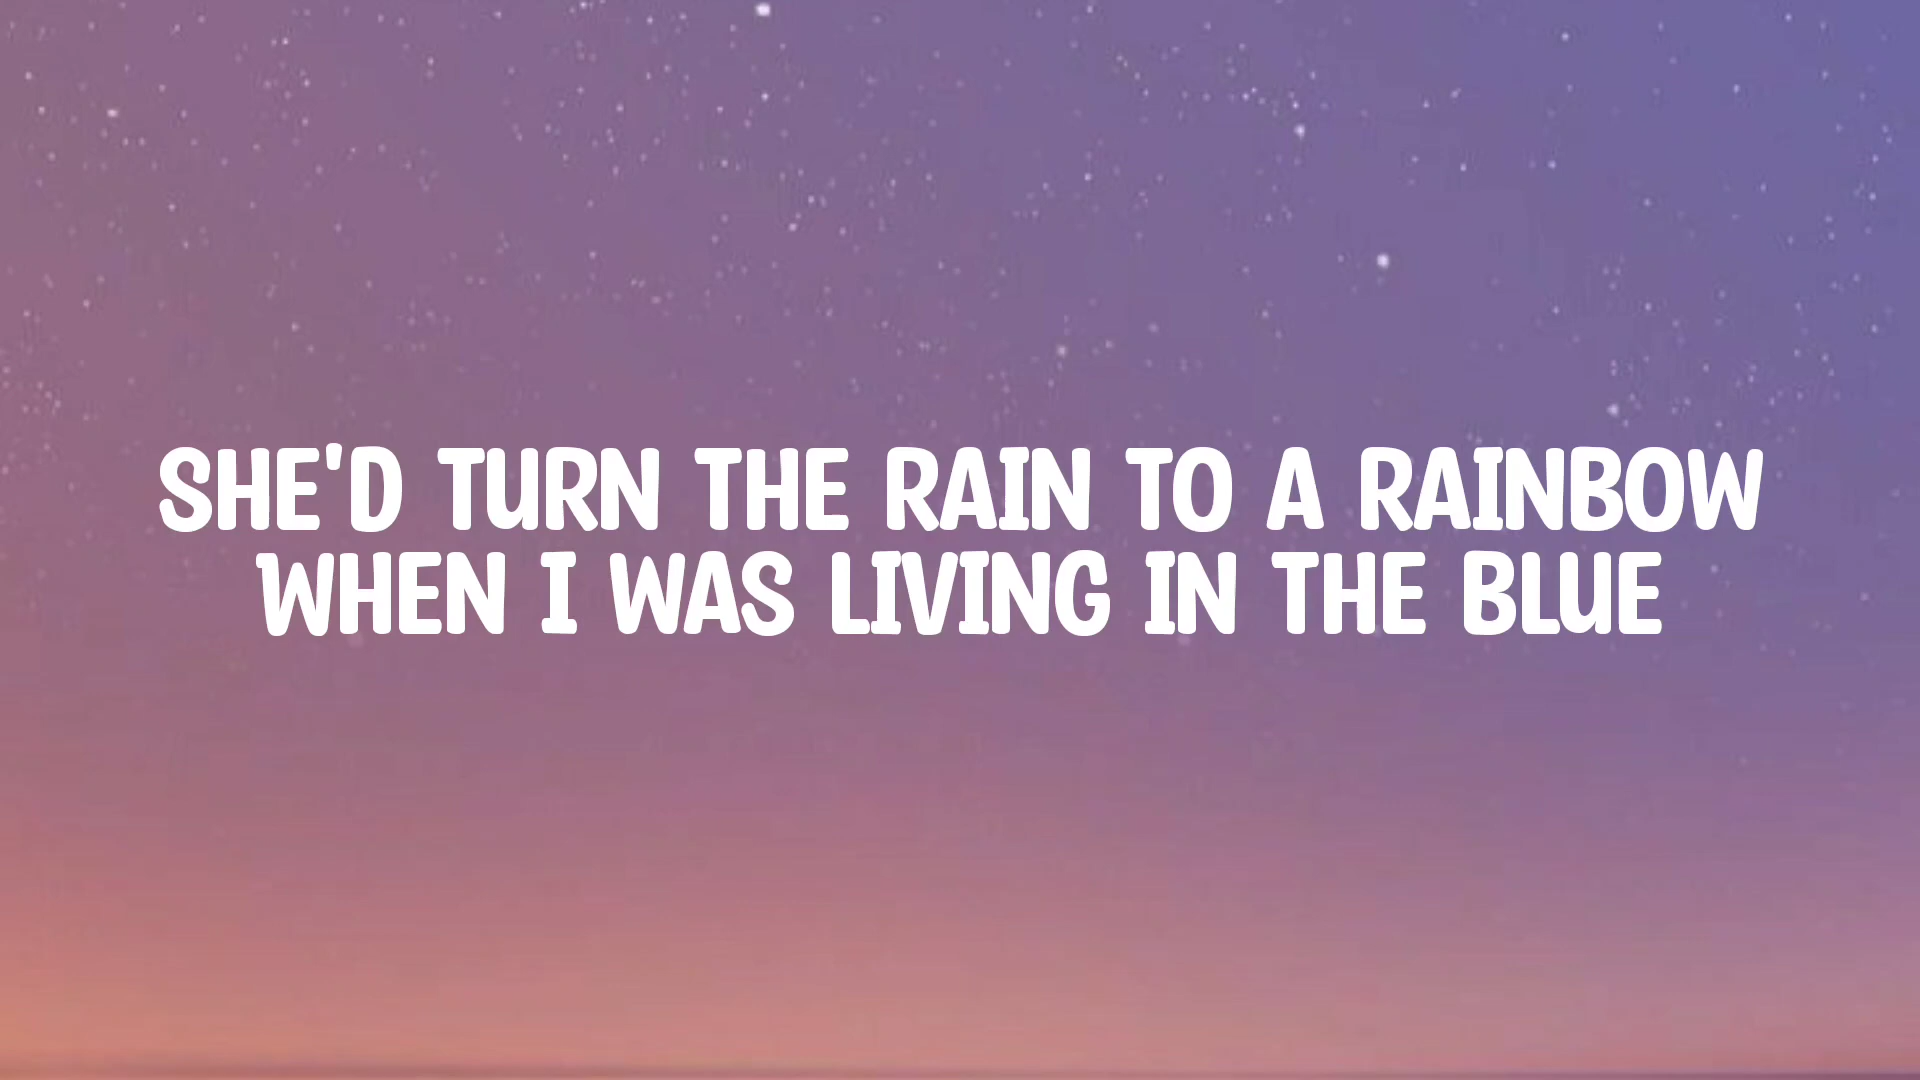 SHE'D TURN THE RAIN TO A RAINBOW
WHEN I WAS LIVING IN THE BLUE